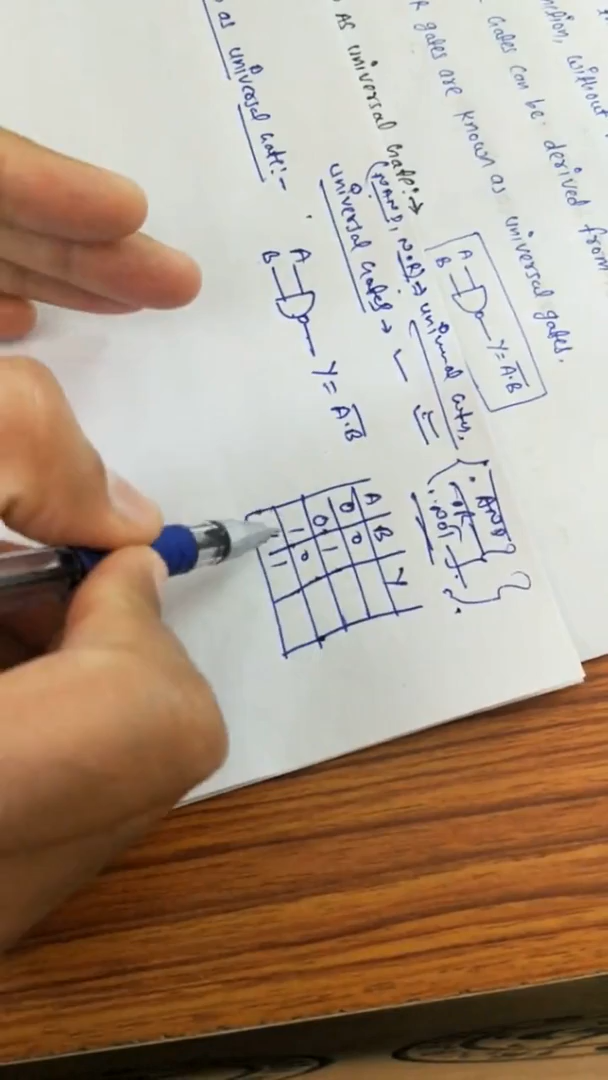 nction, without
Gates can be derived from
gates are known as universal gates.
As universal Gate:→
A
B
Y = A̅.̅B̅
(NAND, NOR) → universal gates.
universal Gates →
{ AND
OR
NOT }
as universal Gate:-
A
B
Y = A̅.̅B̅
A B Y
0 0
0 1
1 0
1 1